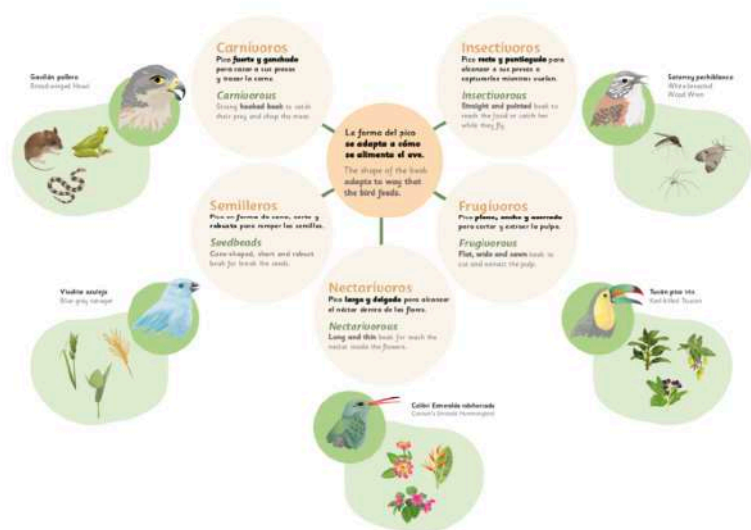 Carnívoros
Pico fuerte y ganchudo
para cazar a sus presas
y trozar la carne.
Carnivorous
Strong hooked beak to catch
their prey and chop the meat.
Gavilán pollero
Broad-winged Hawk
Insectívoros
Pico recto y puntiagudo para
alcanzar a sus presas o
capturarlas mientras vuelan.
Insectivorous
Straight and pointed beak to
reach the food or catch her
while they fly.
Saterrey pechiblanco
White-breasted
Wood Wren
La forma del pico
se adapta a cómo
se alimenta el ave.
The shape of the beak
adapts to way that
the bird feeds.
Semilleros
Pico en forma de cono, corto y
robusto para romper las semillas.
Seedbeads
Cone-shaped, short and robust
beak for break the seeds.
Viudita azuleja
Blue-gray tanager
Frugívoros
Pico plano, ancho y aserrado
para cortar y extraer la pulpa.
Frugivorous
Flat, wide and sawn beak to
cut and extract the pulp.
Tucán pico iris
Keel-billed Toucan
Nectarívoros
Pico largo y delgado para alcanzar
el néctar dentro de las flores.
Nectarivorous
Long and thin beak for reach the
nectar inside the flowers.
Colibrí Esmeralda rabihorcada
Canivet's Emerald Hummingbird